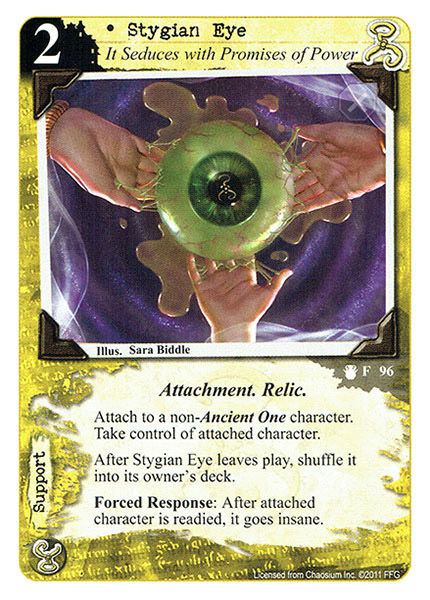 2
• Stygian Eye
It Seduces with Promises of Power
Illus. Sara Biddle
F 96
Attachment. Relic.
Attach to a non-Ancient One character.
Take control of attached character.
After Stygian Eye leaves play, shuffle it
into its owner's deck.
Forced Response: After attached
character is readied, it goes insane.
Support
Licensed from Chaosium Inc. ©2011 FFG